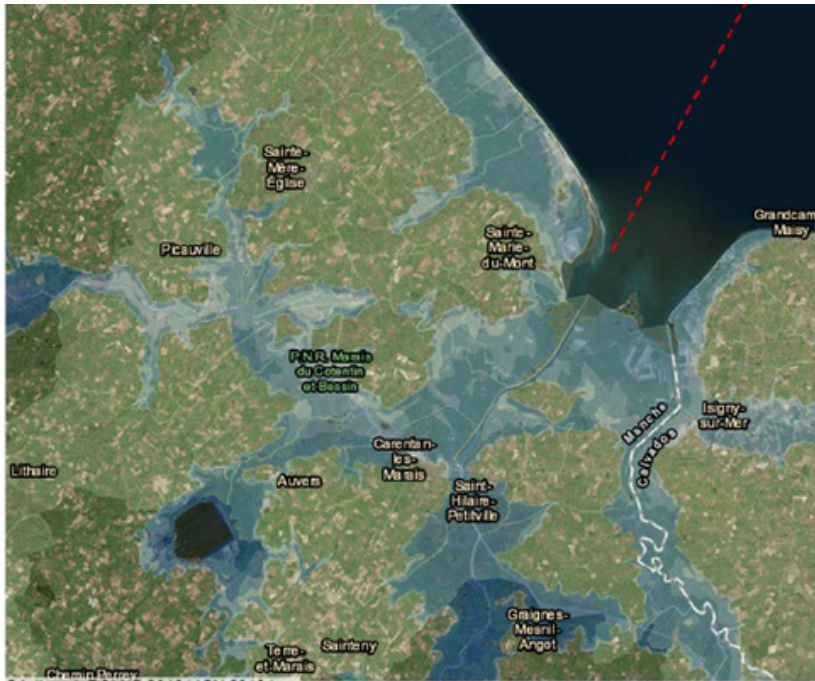 Sainte-
Mère-
Église
Grandcam
Maisy
Picauville
Sainte-
Marie-
du-Mont
P.N.R. Marais
du Cotentin
et Bessin
Manche
Calvados
Isigny-
sur-Mer
Carentan-
les-
Marais
Lithaire
Auvers
Saint-
Hilaire-
Petitville
Graignes-
Mesnil-
Angot
Sainteny
Terre-
et-Marais